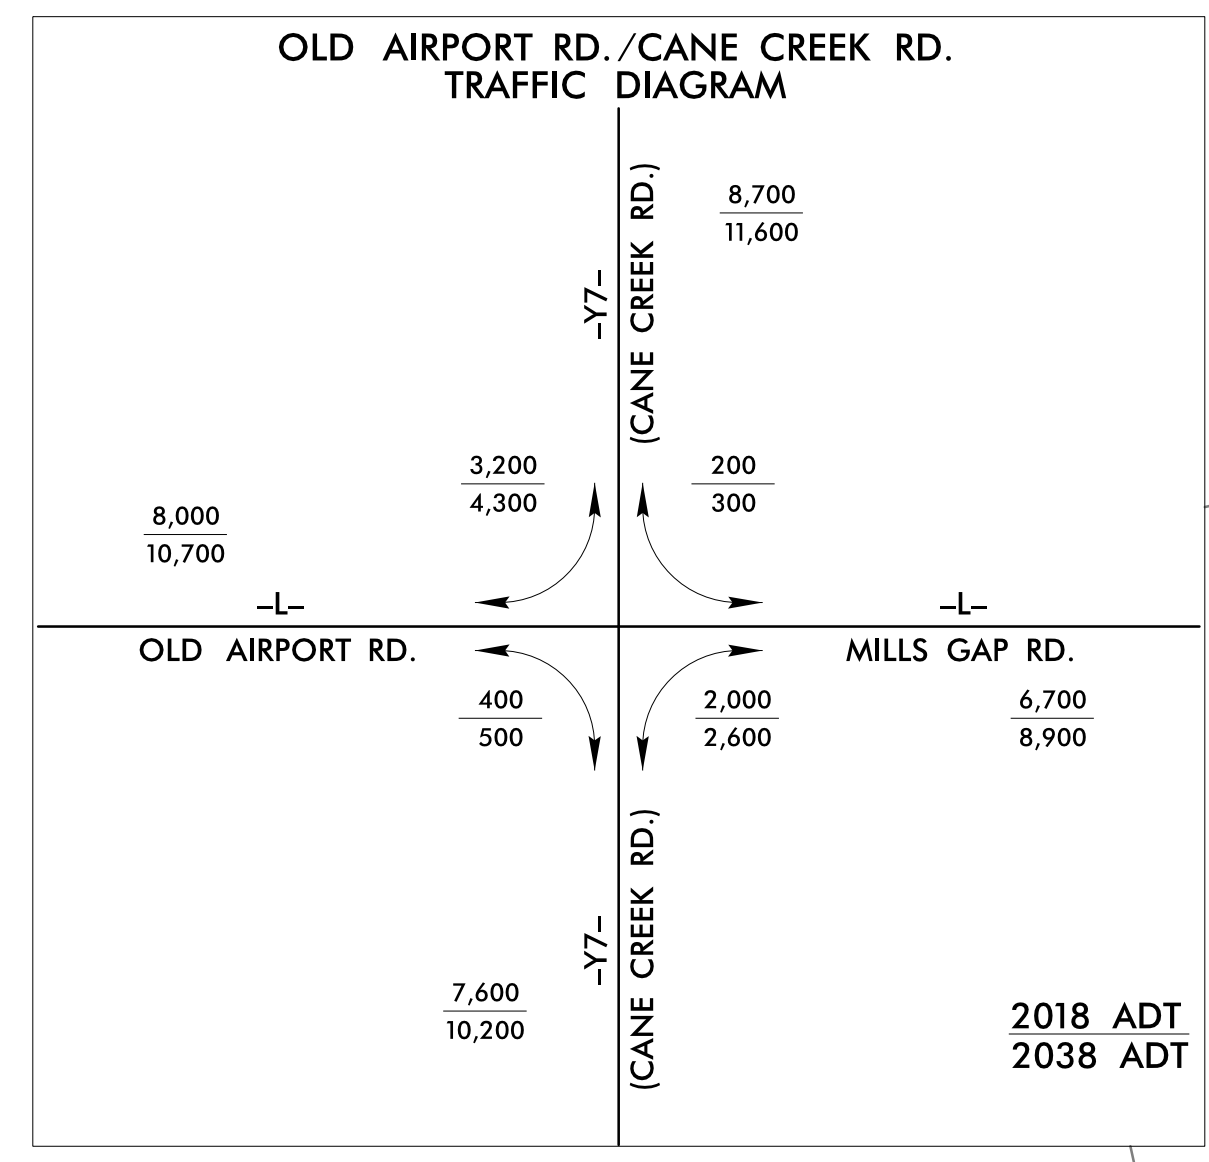 OLD AIRPORT RD./CANE CREEK RD.
TRAFFIC DIAGRAM
(CANE CREEK RD.)
-Y7-
8,700
11,600
3,200
4,300
200
300
8,000
10,700
-L-
-L-
OLD AIRPORT RD.
MILLS GAP RD.
400
500
2,000
2,600
6,700
8,900
(CANE CREEK RD.)
-Y7-
7,600
10,200
2018 ADT
2038 ADT